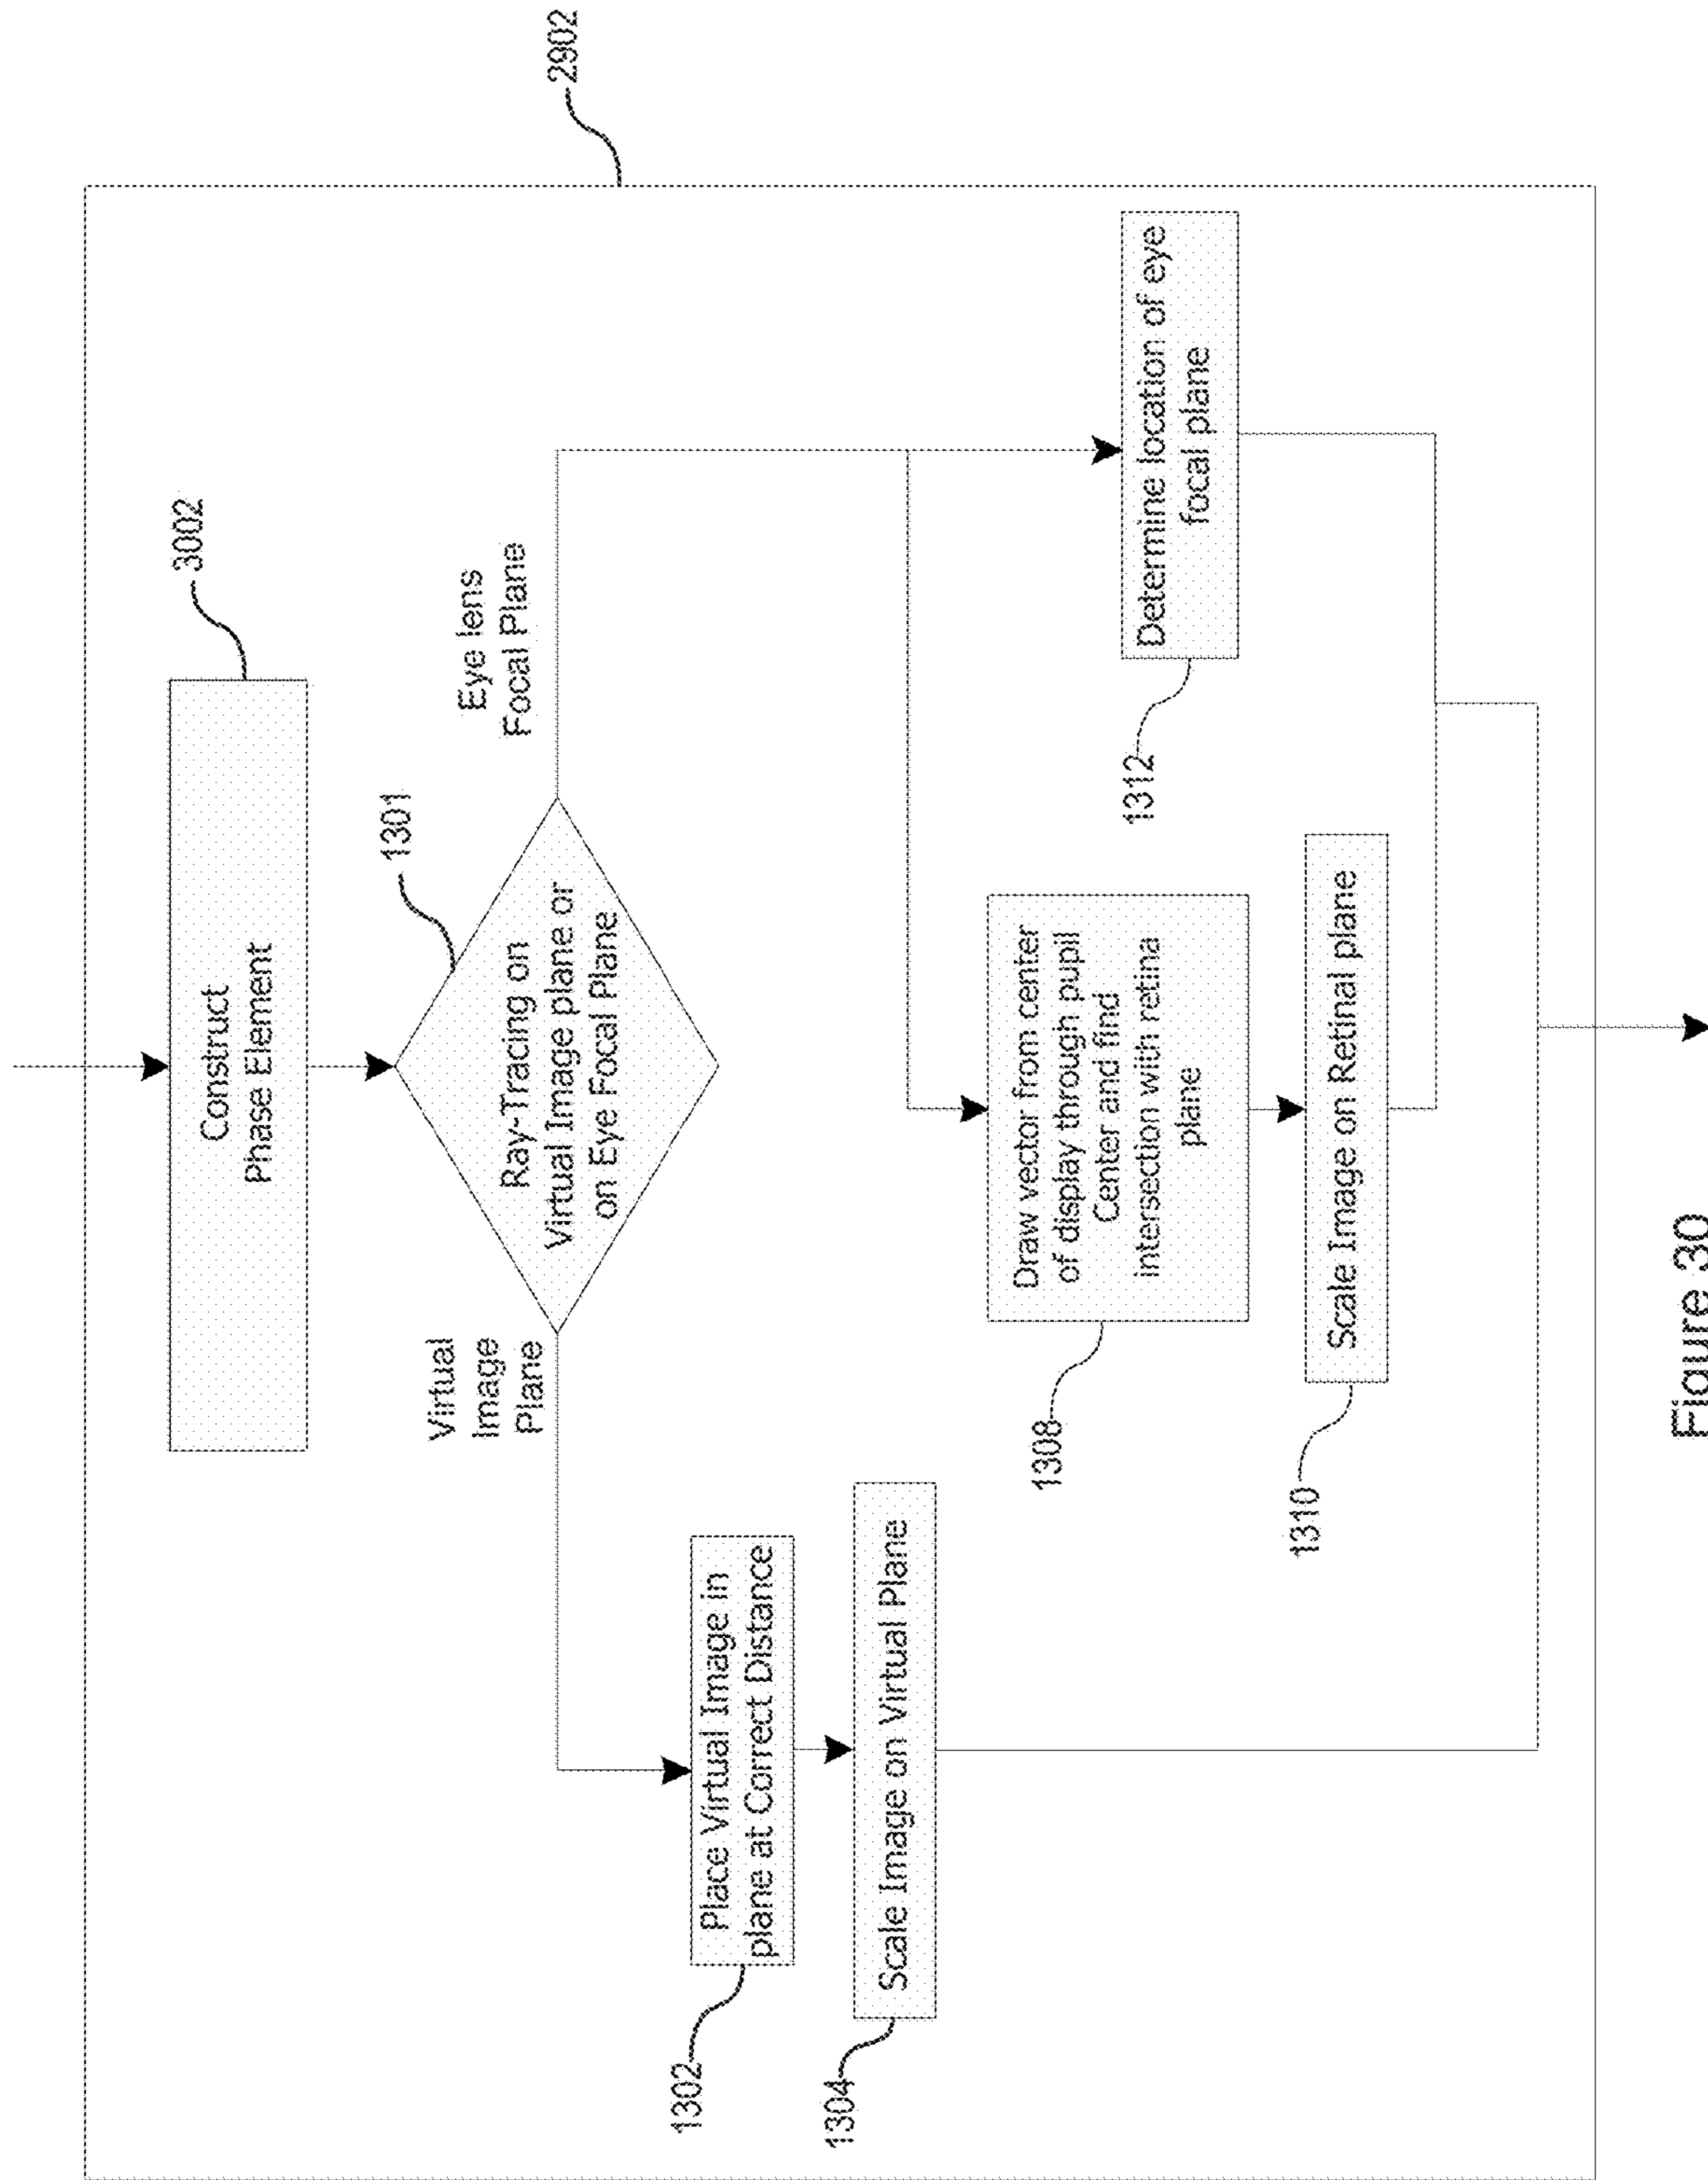 2902
3002
Construct
Phase Element
1301
Ray-Tracing on
Virtual Image plane or
on Eye Focal Plane
Virtual
Image
Plane
Eye lens
Focal Plane
1302
Place Virtual Image in
plane at Correct Distance
1304
Scale Image on Virtual Plane
1308
Draw vector from center
of display through pupil
Center and find
intersection with retina
plane
1310
Scale Image on Retinal plane
1312
Determine location of eye
focal plane
Figure 30